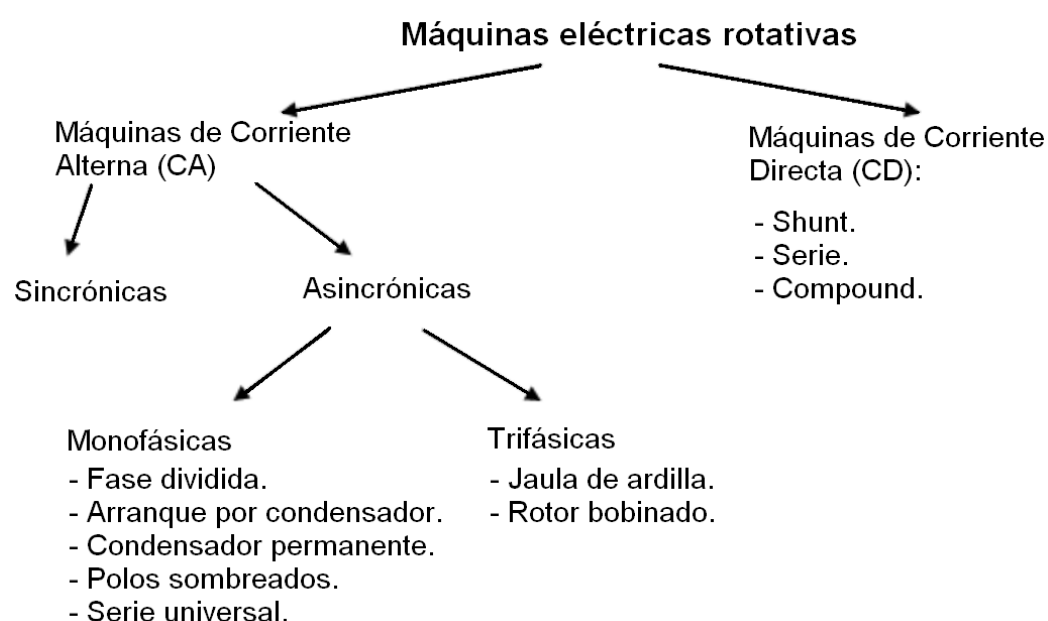 Máquinas eléctricas rotativas
Máquinas de Corriente
Alterna (CA)
Máquinas de Corriente
Directa (CD):
- Shunt.
- Serie.
- Compound.
Sincrónicas
Asincrónicas
Monofásicas
- Fase dividida.
- Arranque por condensador.
- Condensador permanente.
- Polos sombreados.
- Serie universal.
Trifásicas
- Jaula de ardilla.
- Rotor bobinado.